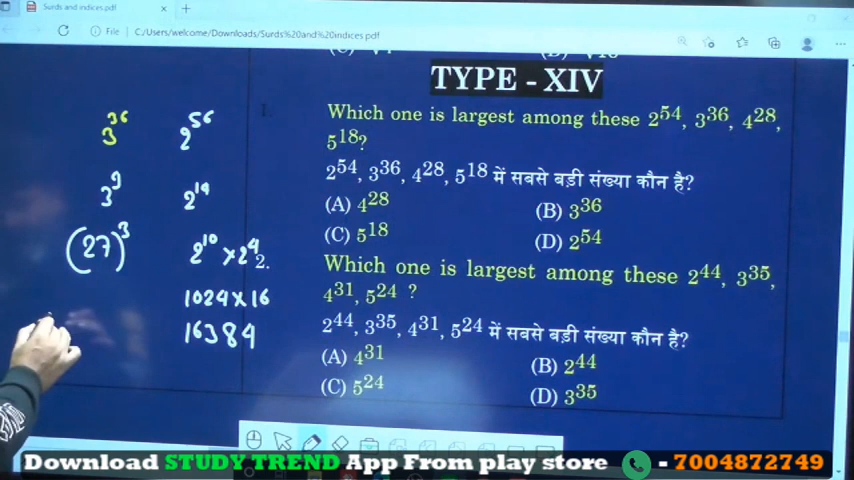 Surds and indices.pdf
File | C:/Users/welcome/Downloads/Surds%20and%20indices.pdf
TYPE - XIV
1. Which one is largest among these 2^54, 3^36, 4^28, 5^18?
2^54, 3^36, 4^28, 5^18 में सबसे बड़ी संख्या कौन है?
(A) 4^28 (B) 3^36
(C) 5^18 (D) 2^54
2. Which one is largest among these 2^44, 3^35, 4^31, 5^24 ?
2^44, 3^35, 4^31, 5^24 में सबसे बड़ी संख्या कौन है?
(A) 4^31 (B) 2^44
(C) 5^24 (D) 3^35
3^36 2^56
3^9 2^14
(27)^3 2^10 × 2^4
1024 × 16
16384
Download STUDY TREND App From play store - 7004872749